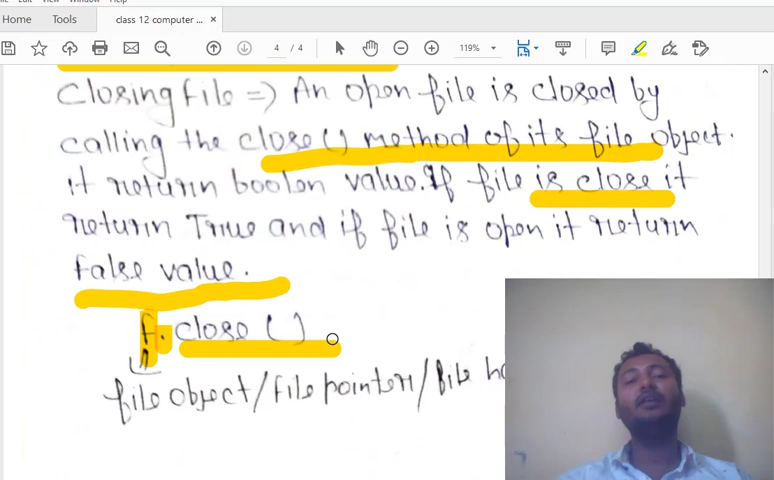 Home Tools class 12 computer ... ×
4 / 4 119%
Closing file => An open file is closed by
calling the close() method of its file object.
it return boolen value. If file is close it
return True and if file is open it return
false value.
f. close ()
file object/file pointer/file